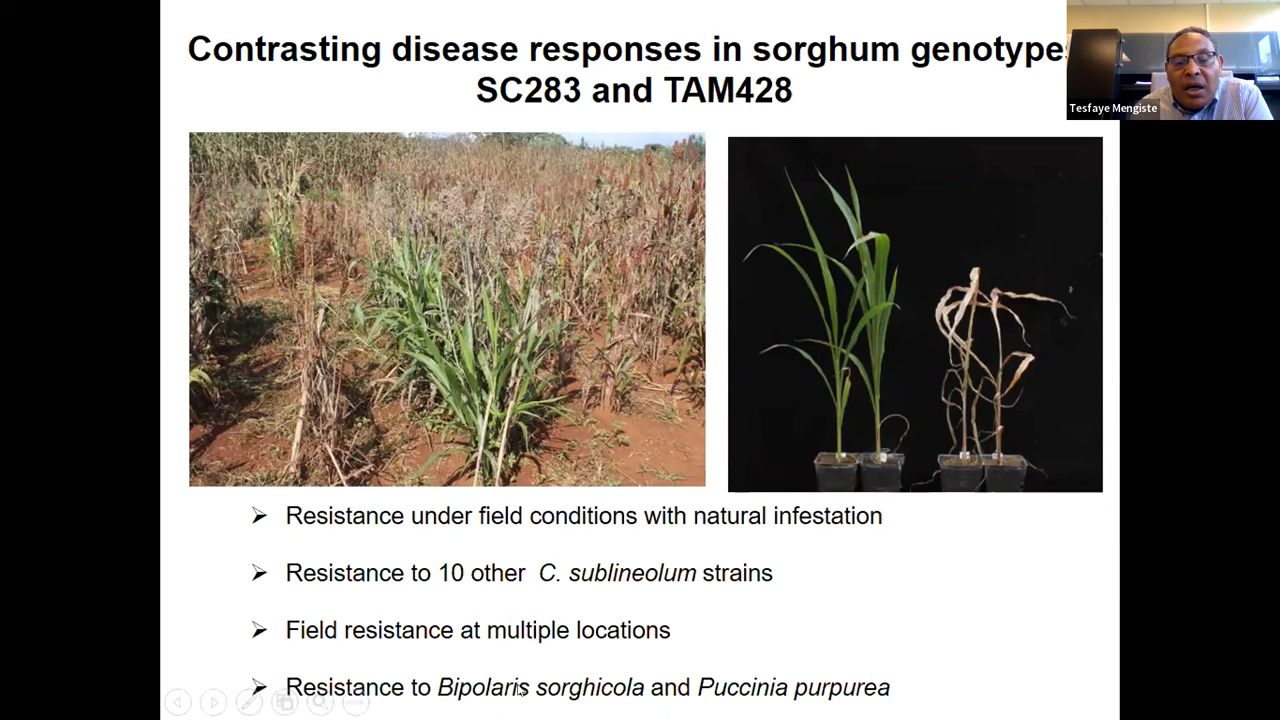 Contrasting disease responses in sorghum genotypes
SC283 and TAM428
Tesfaye Mengiste
Resistance under field conditions with natural infestation
Resistance to 10 other C. sublineolum strains
Field resistance at multiple locations
Resistance to Bipolaris sorghicola and Puccinia purpurea